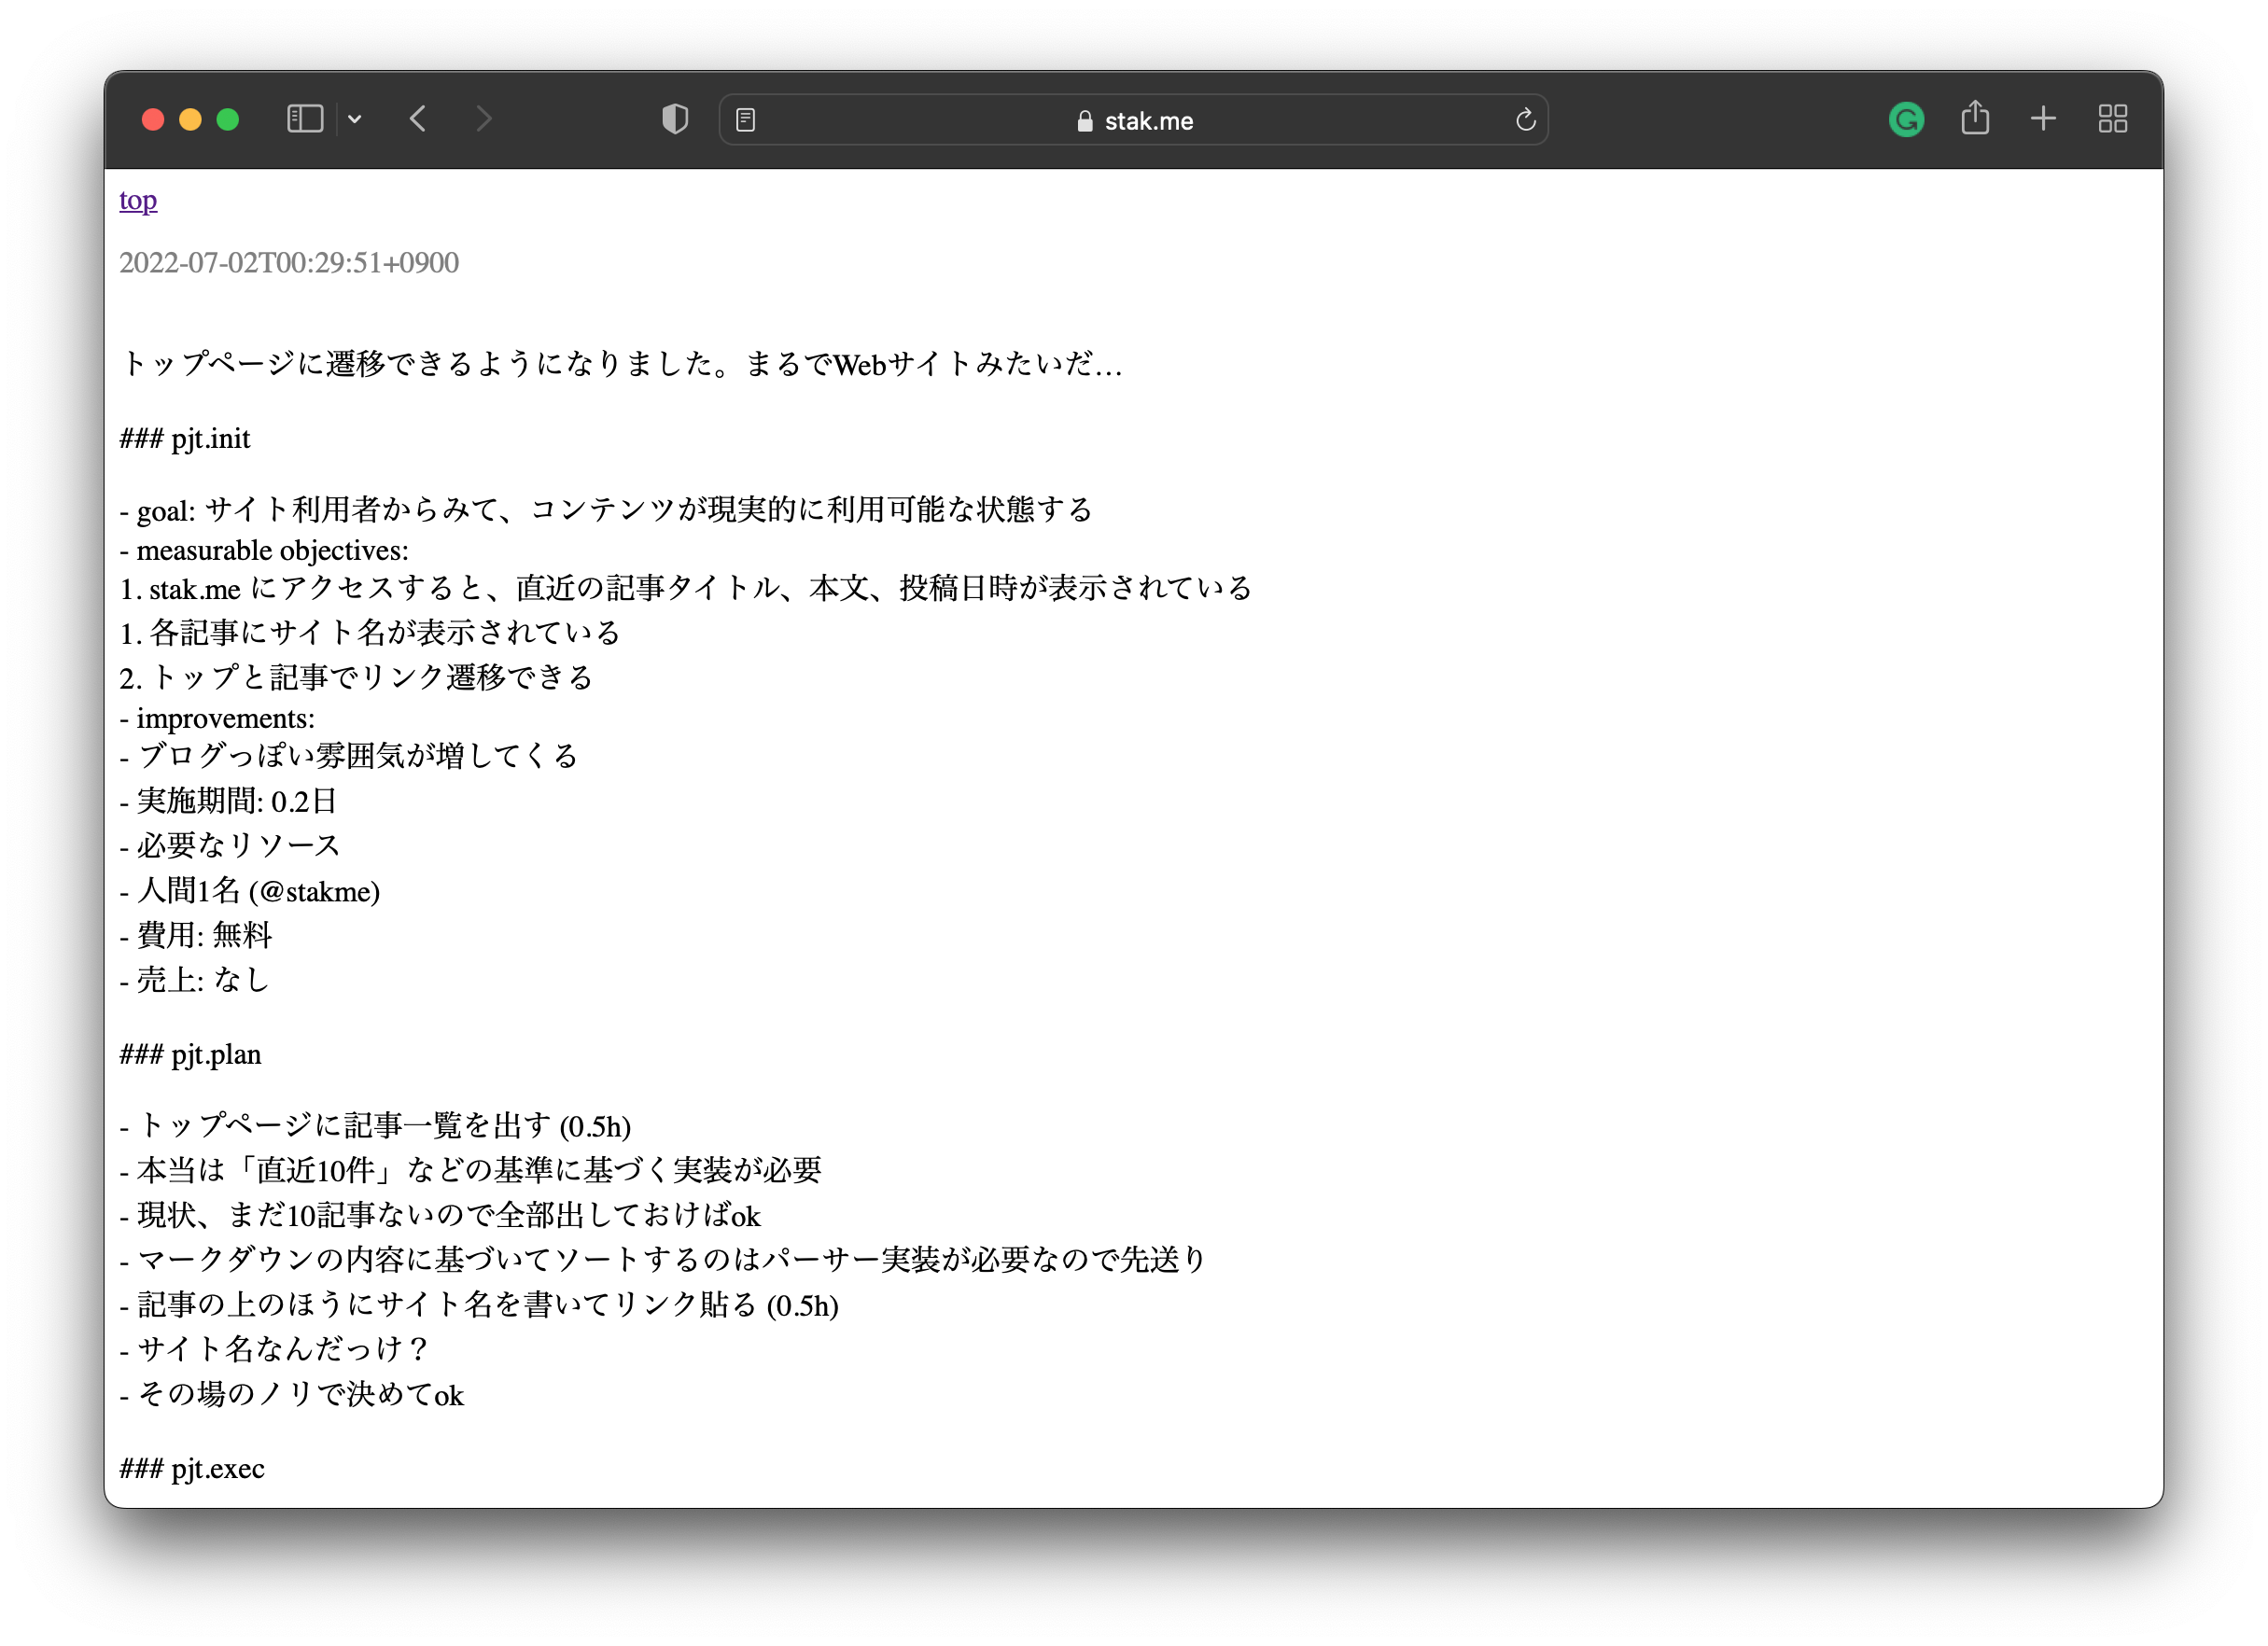 stak.me
top
2022-07-02T00:29:51+0900
トップページに遷移できるようになりました。まるでWebサイトみたいだ…
### pjt.init
- goal: サイト利用者からみて、コンテンツが現実的に利用可能な状態する
- measurable objectives:
1. stak.me にアクセスすると、直近の記事タイトル、本文、投稿日時が表示されている
1. 各記事にサイト名が表示されている
2. トップと記事でリンク遷移できる
- improvements:
- ブログっぽい雰囲気が増してくる
- 実施期間: 0.2日
- 必要なリソース
- 人間1名 (@stakme)
- 費用: 無料
- 売上: なし
### pjt.plan
- トップページに記事一覧を出す (0.5h)
- 本当は「直近10件」などの基準に基づく実装が必要
- 現状、まだ10記事ないので全部出しておけばok
- マークダウンの内容に基づいてソートするのはパーサー実装が必要なので先送り
- 記事の上のほうにサイト名を書いてリンク貼る (0.5h)
- サイト名なんだっけ？
- その場のノリで決めてok
### pjt.exec